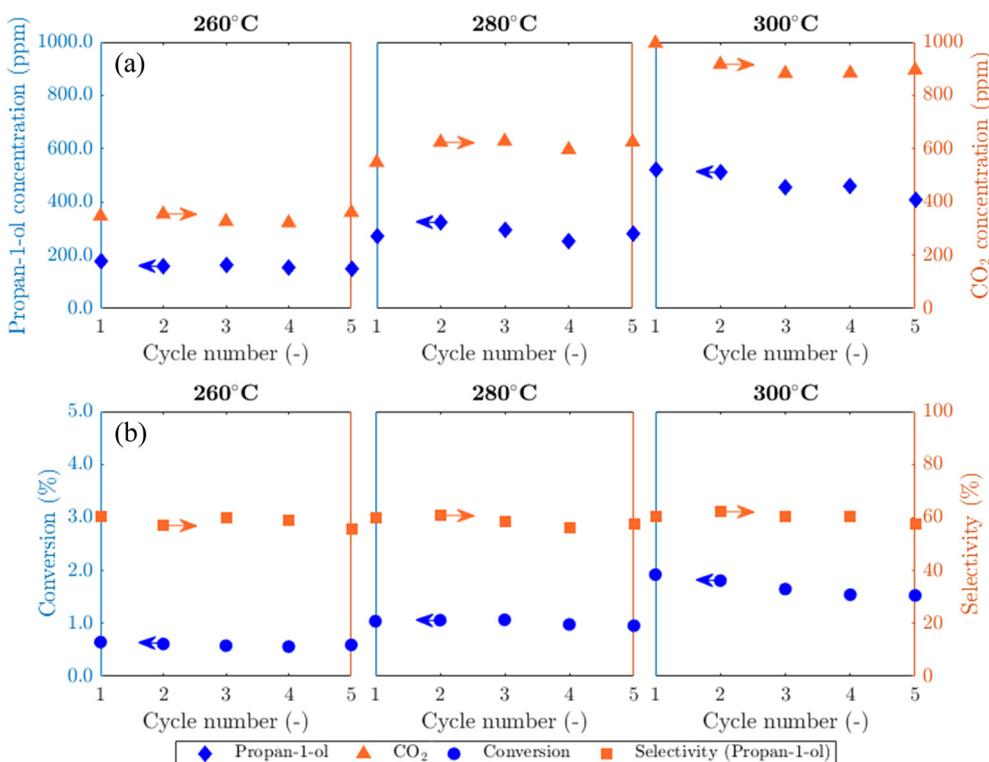 260°C 280°C 300°C
(a)
Propan-1-ol concentration (ppm)
1000.0
800.0
600.0
400.0
200.0
0.0
1000
800
600
400
200
0
CO₂ concentration (ppm)
1 2 3 4 5 1 2 3 4 5 1 2 3 4 5
Cycle number (-) Cycle number (-) Cycle number (-)
260°C 280°C 300°C
(b)
Conversion (%)
5.0
4.0
3.0
2.0
1.0
0.0
100
80
60
40
20
0
Selectivity (%)
1 2 3 4 5 1 2 3 4 5 1 2 3 4 5
Cycle number (-) Cycle number (-) Cycle number (-)
Propan-1-ol CO₂ Conversion Selectivity (Propan-1-ol)